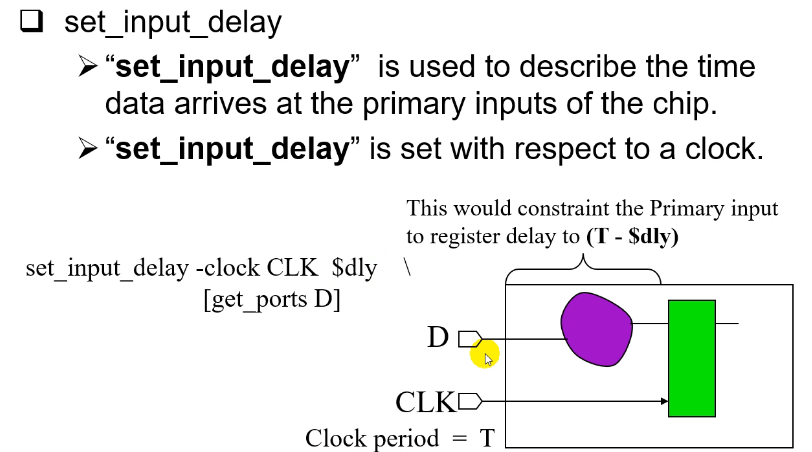 set_input_delay
“set_input_delay” is used to describe the time
data arrives at the primary inputs of the chip.
“set_input_delay” is set with respect to a clock.
This would constraint the Primary input
to register delay to (T - $dly)
set_input_delay -clock CLK $dly \
[get_ports D]
D
CLK
Clock period = T